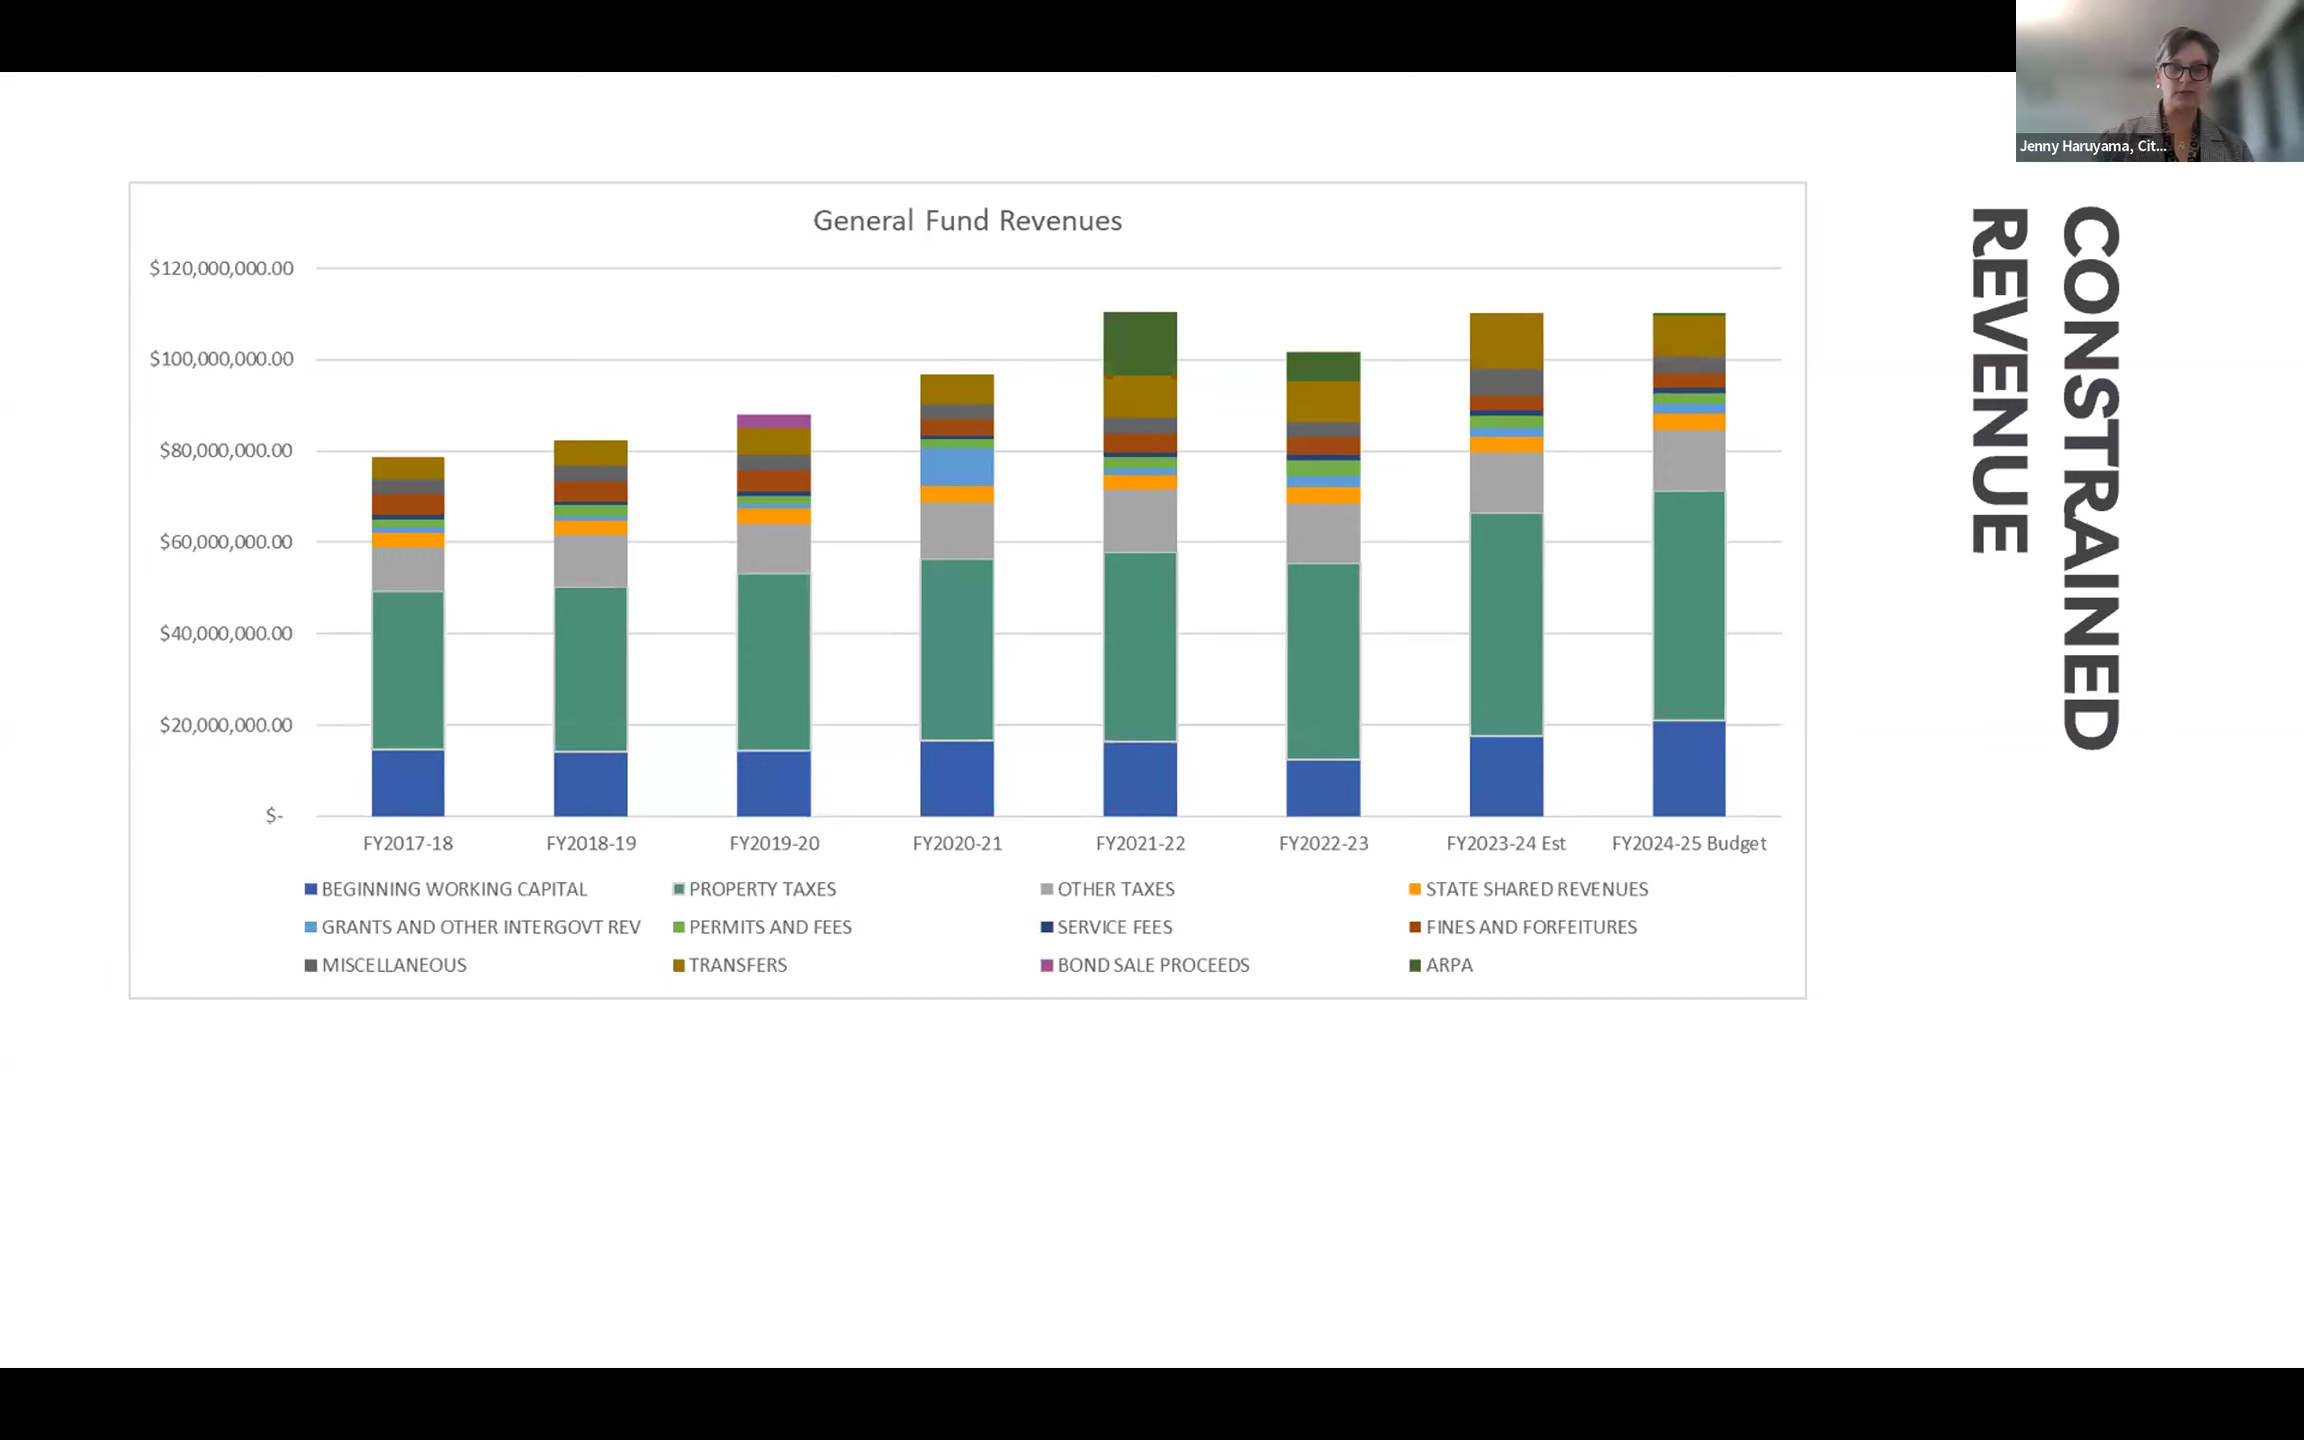 Jenny Haruyama, Cit...
CONSTRAINED
REVENUE
General Fund Revenues
$120,000,000.00
$100,000,000.00
$80,000,000.00
$60,000,000.00
$40,000,000.00
$20,000,000.00
$-
FY2017-18 FY2018-19 FY2019-20 FY2020-21 FY2021-22 FY2022-23 FY2023-24 Est FY2024-25 Budget
BEGINNING WORKING CAPITAL PROPERTY TAXES OTHER TAXES STATE SHARED REVENUES
GRANTS AND OTHER INTERGOVT REV PERMITS AND FEES SERVICE FEES FINES AND FORFEITURES
MISCELLANEOUS TRANSFERS BOND SALE PROCEEDS ARPA